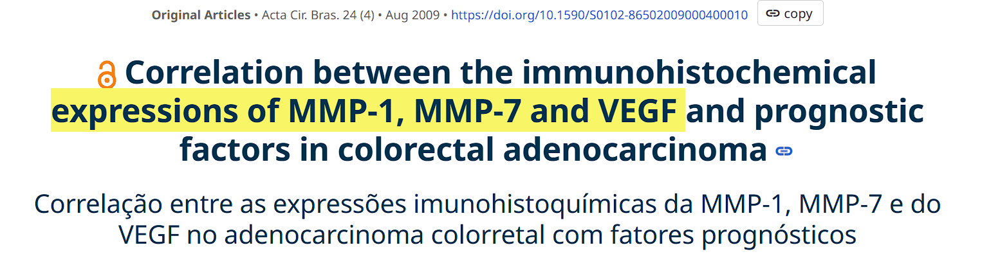 Original Articles • Acta Cir. Bras. 24 (4) • Aug 2009 • https://doi.org/10.1590/S0102-86502009000400010 copy
Correlation between the immunohistochemical
expressions of MMP-1, MMP-7 and VEGF and prognostic
factors in colorectal adenocarcinoma
Correlação entre as expressões imunohistoquímicas da MMP-1, MMP-7 e do
VEGF no adenocarcinoma colorretal com fatores prognósticos